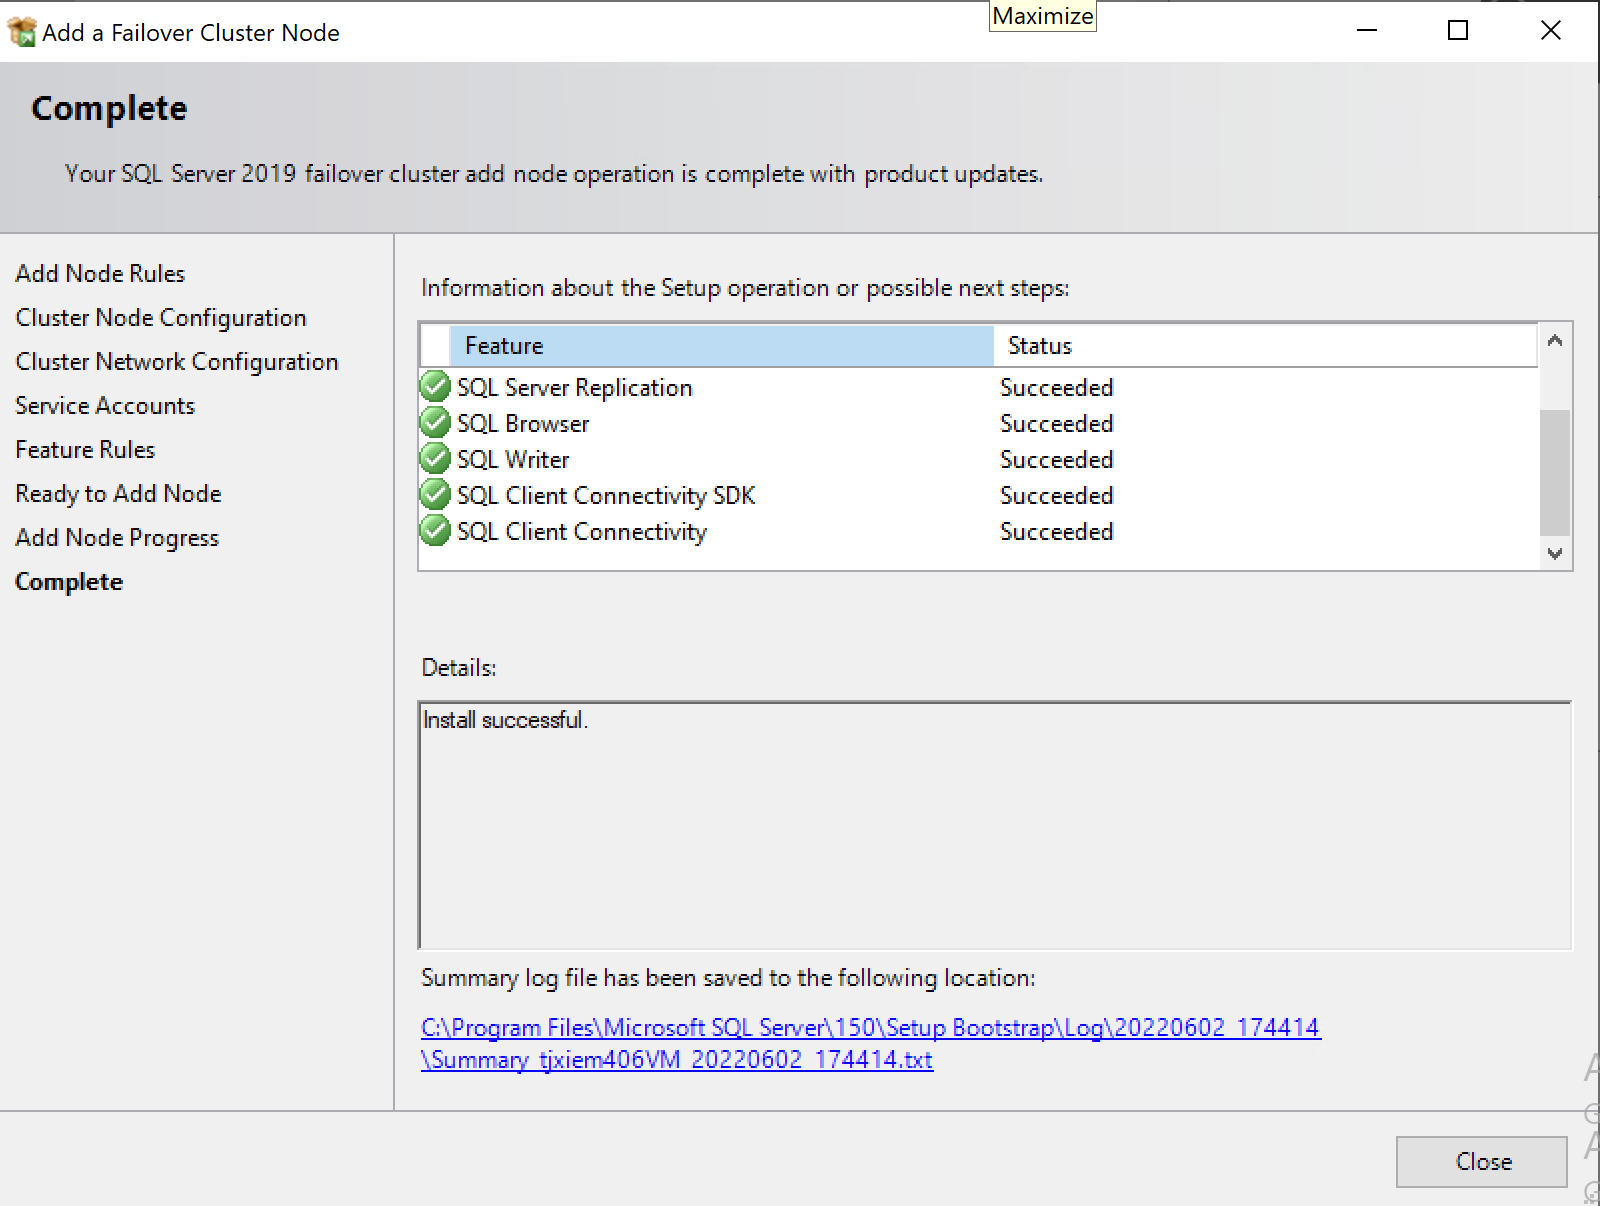 Maximize
Add a Failover Cluster Node
Complete
Your SQL Server 2019 failover cluster add node operation is complete with product updates.
Add Node Rules
Cluster Node Configuration
Cluster Network Configuration
Service Accounts
Feature Rules
Ready to Add Node
Add Node Progress
Complete
Information about the Setup operation or possible next steps:
Feature Status
SQL Server Replication Succeeded
SQL Browser Succeeded
SQL Writer Succeeded
SQL Client Connectivity SDK Succeeded
SQL Client Connectivity Succeeded
Details:
Install successful.
Summary log file has been saved to the following location:
C:\Program Files\Microsoft SQL Server\150\Setup Bootstrap\Log\20220602_174414
\Summary_tjxiem406VM_20220602_174414.txt
Close